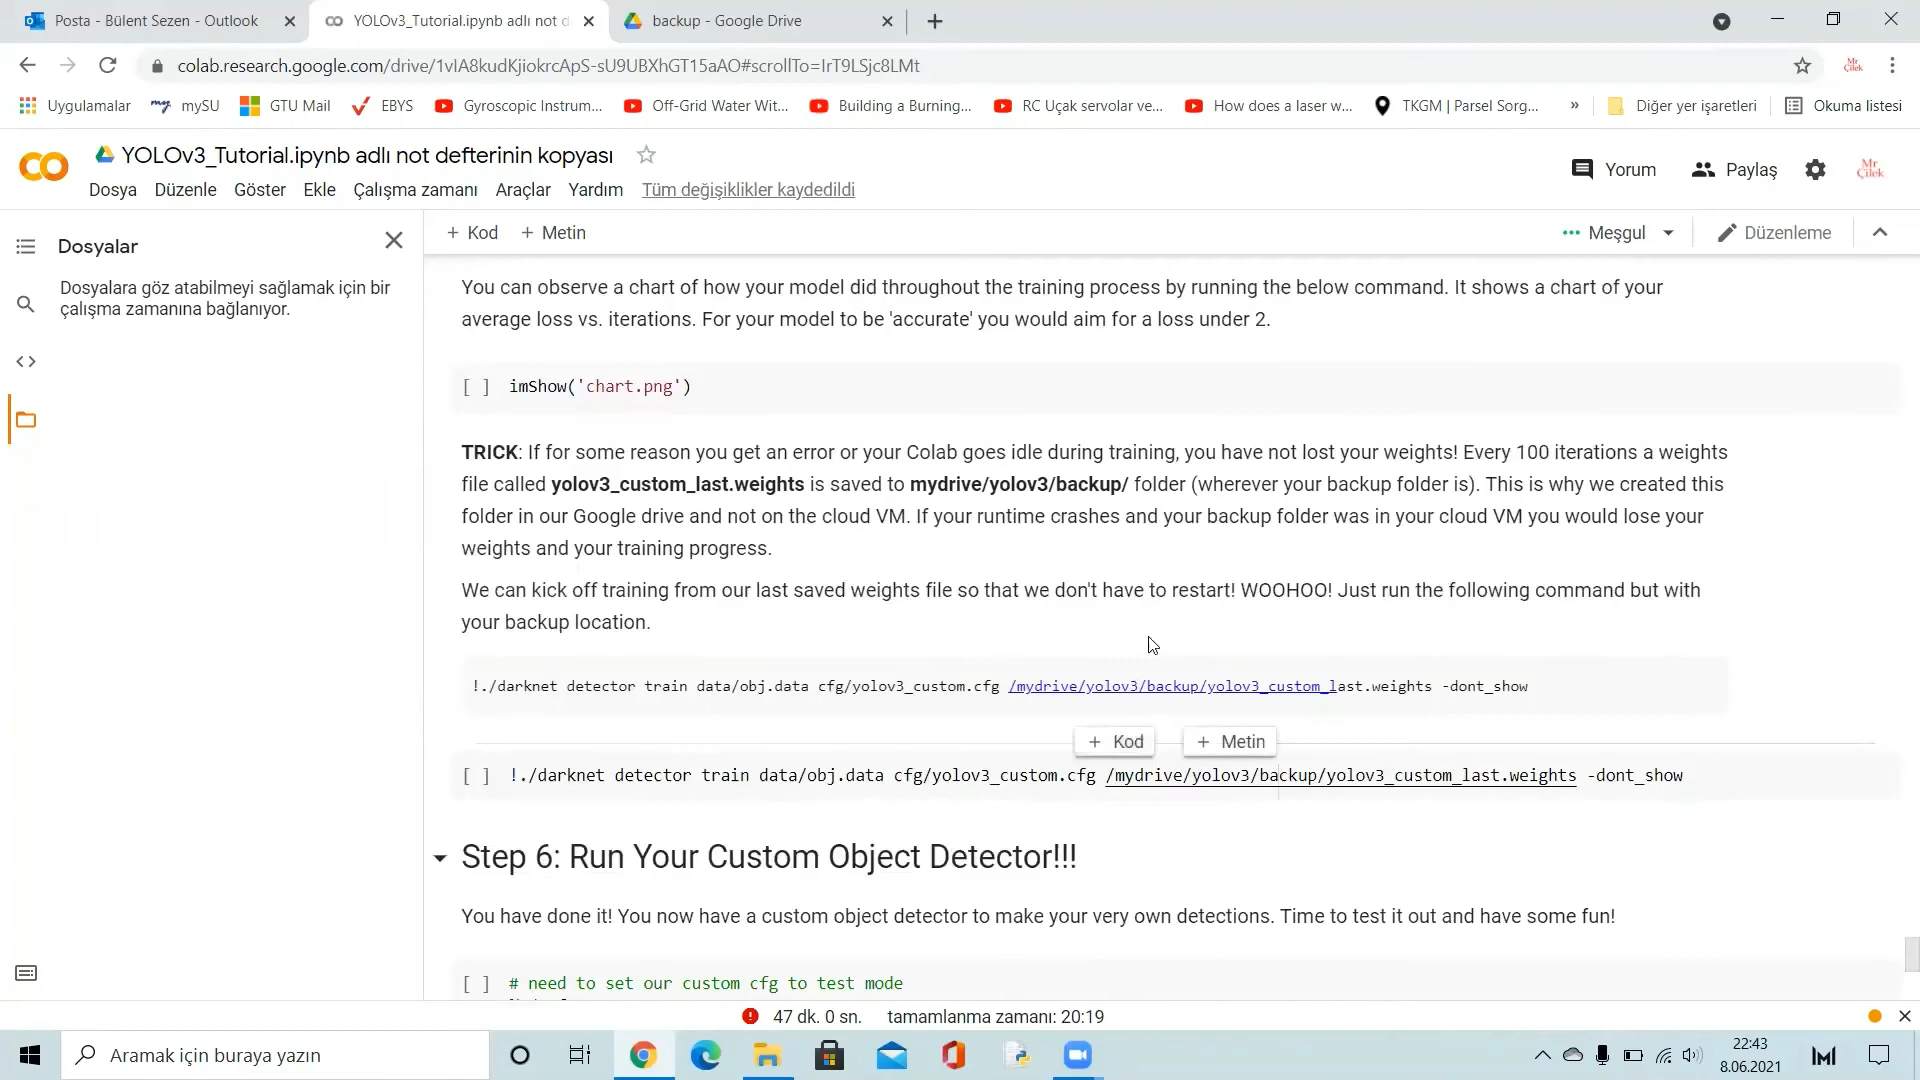 Posta - Bülent Sezen - Outlook
YOLOv3_Tutorial.ipynb adlı not d
backup - Google Drive
colab.research.google.com/drive/1vIA8kudKjiokrcApS-sU9UBXhGT15aAO#scrollTo=IrT9LSjc8LMt
Uygulamalar
mySU
GTU Mail
EBYS
Gyroscopic Instrum...
Off-Grid Water Wit...
Building a Burning...
RC Uçak servolar ve...
How does a laser w...
TKGM | Parsel Sorg...
»
Diğer yer işaretleri
Okuma listesi
YOLOv3_Tutorial.ipynb adlı not defterinin kopyası
Dosya Düzenle Göster Ekle Çalışma zamanı Araçlar Yardım Tüm değişiklikler kaydedildi
Yorum
Paylaş
Mr Çilek
Dosyalar
Dosyalara göz atabilmeyi sağlamak için bir
çalışma zamanına bağlanıyor.
+ Kod + Metin
Meşgul
Düzenleme
You can observe a chart of how your model did throughout the training process by running the below command. It shows a chart of your
average loss vs. iterations. For your model to be 'accurate' you would aim for a loss under 2.
[ ] imShow('chart.png')
TRICK: If for some reason you get an error or your Colab goes idle during training, you have not lost your weights! Every 100 iterations a weights
file called yolov3_custom_last.weights is saved to mydrive/yolov3/backup/ folder (wherever your backup folder is). This is why we created this
folder in our Google drive and not on the cloud VM. If your runtime crashes and your backup folder was in your cloud VM you would lose your
weights and your training progress.
We can kick off training from our last saved weights file so that we don't have to restart! WOOHOO! Just run the following command but with
your backup location.
!./darknet detector train data/obj.data cfg/yolov3_custom.cfg /mydrive/yolov3/backup/yolov3_custom_last.weights -dont_show
+ Kod + Metin
[ ] !./darknet detector train data/obj.data cfg/yolov3_custom.cfg /mydrive/yolov3/backup/yolov3_custom_last.weights -dont_show
Step 6: Run Your Custom Object Detector!!!
You have done it! You now have a custom object detector to make your very own detections. Time to test it out and have some fun!
[ ] # need to set our custom cfg to test mode
47 dk. 0 sn. tamamlanma zamanı: 20:19
Aramak için buraya yazın
22:43
8.06.2021